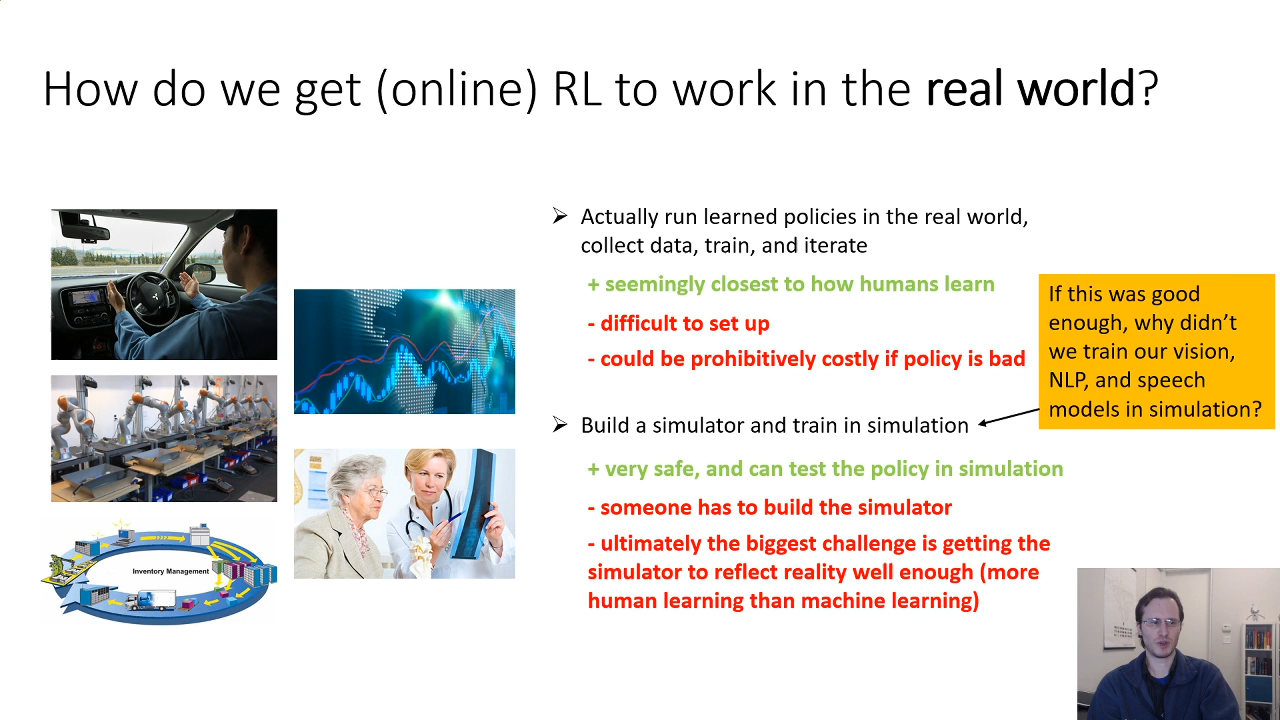 How do we get (online) RL to work in the real world?
➢ Actually run learned policies in the real world,
collect data, train, and iterate
+ seemingly closest to how humans learn
- difficult to set up
- could be prohibitively costly if policy is bad
If this was good
enough, why didn’t
we train our vision,
NLP, and speech
models in simulation?
➢ Build a simulator and train in simulation
+ very safe, and can test the policy in simulation
- someone has to build the simulator
- ultimately the biggest challenge is getting the
simulator to reflect reality well enough (more
human learning than machine learning)
Inventory Management